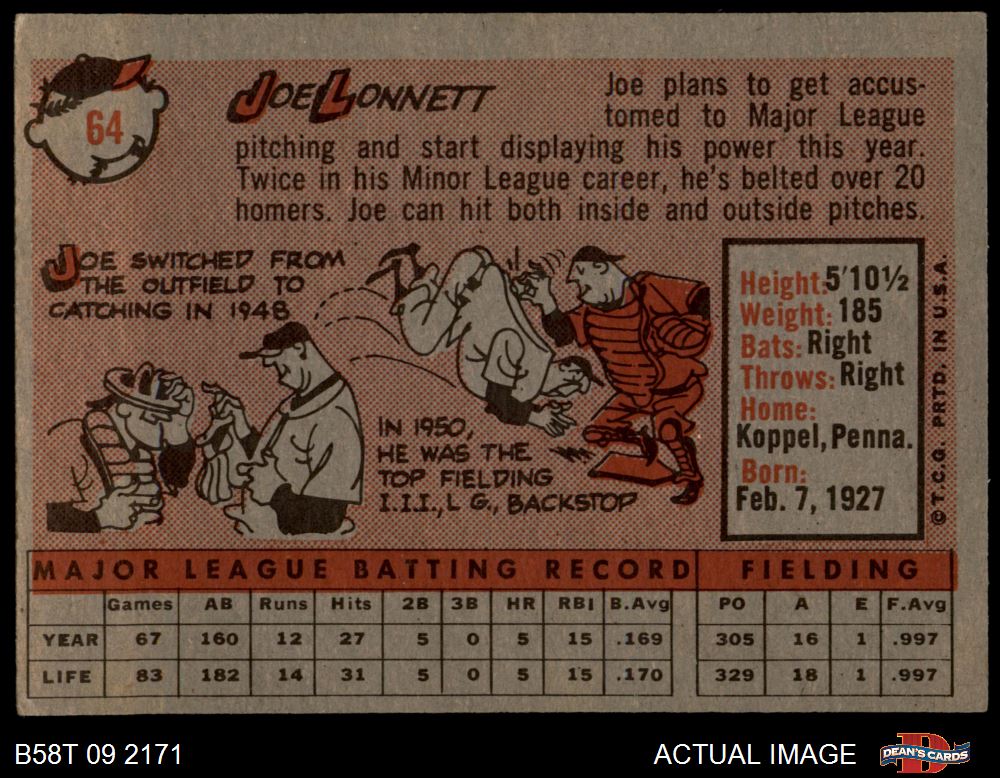 64
JOE LONNETT
Joe plans to get accus-
tomed to Major League
pitching and start displaying his power this year.
Twice in his Minor League career, he's belted over 20
homers. Joe can hit both inside and outside pitches.
JOE SWITCHED FROM
THE OUTFIELD TO
CATCHING IN 1948
IN 1950,
HE WAS THE
TOP FIELDING
I.I.I., L G., BACKSTOP
Height: 5'10½
Weight: 185
Bats: Right
Throws: Right
Home:
Koppel, Penna.
Born:
Feb. 7, 1927
© T.C.G. PRTD. IN U.S.A.
MAJOR LEAGUE BATTING RECORD FIELDING
Games AB Runs Hits 2B 3B HR RBI B.Avg PO A E F.Avg
YEAR 67 160 12 27 5 0 5 15 .169 305 16 1 .997
LIFE 83 182 14 31 5 0 5 15 .170 329 18 1 .997
B58T 09 2171 ACTUAL IMAGE DEAN'S CARDS